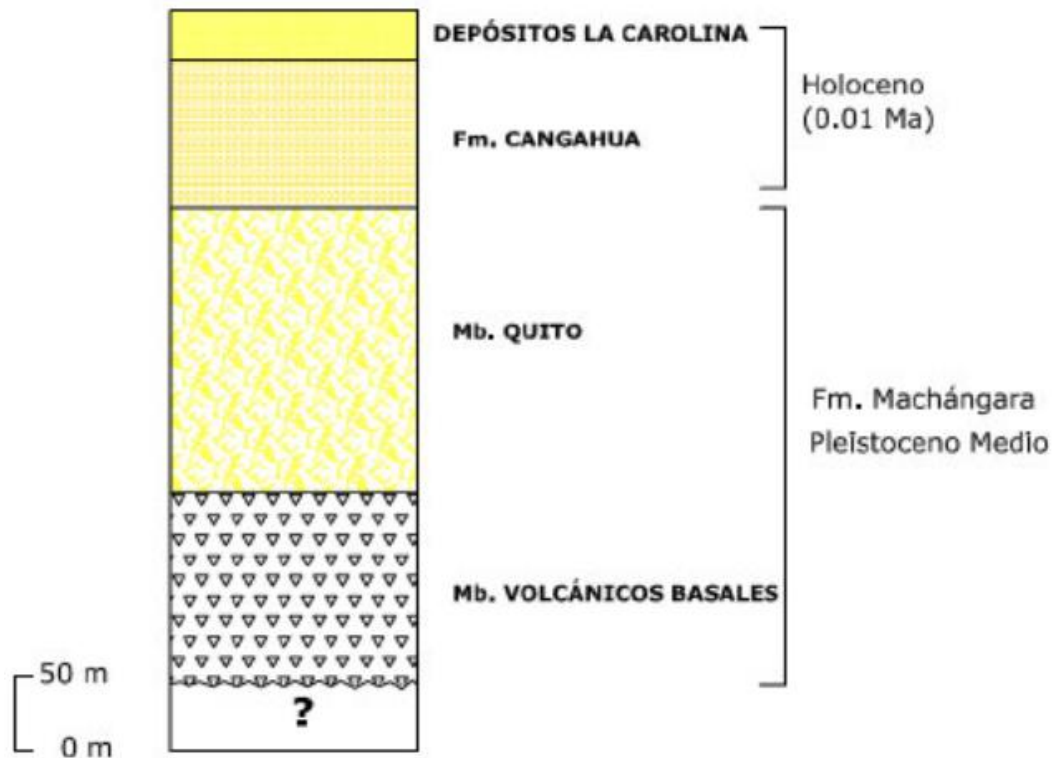 DEPÓSITOS LA CAROLINA
Holoceno
(0.01 Ma)
Fm. CANGAHUA
Mb. QUITO
Fm. Machángara
Pleistoceno Medio
Mb. VOLCÁNICOS BASALES
50 m
?
0 m